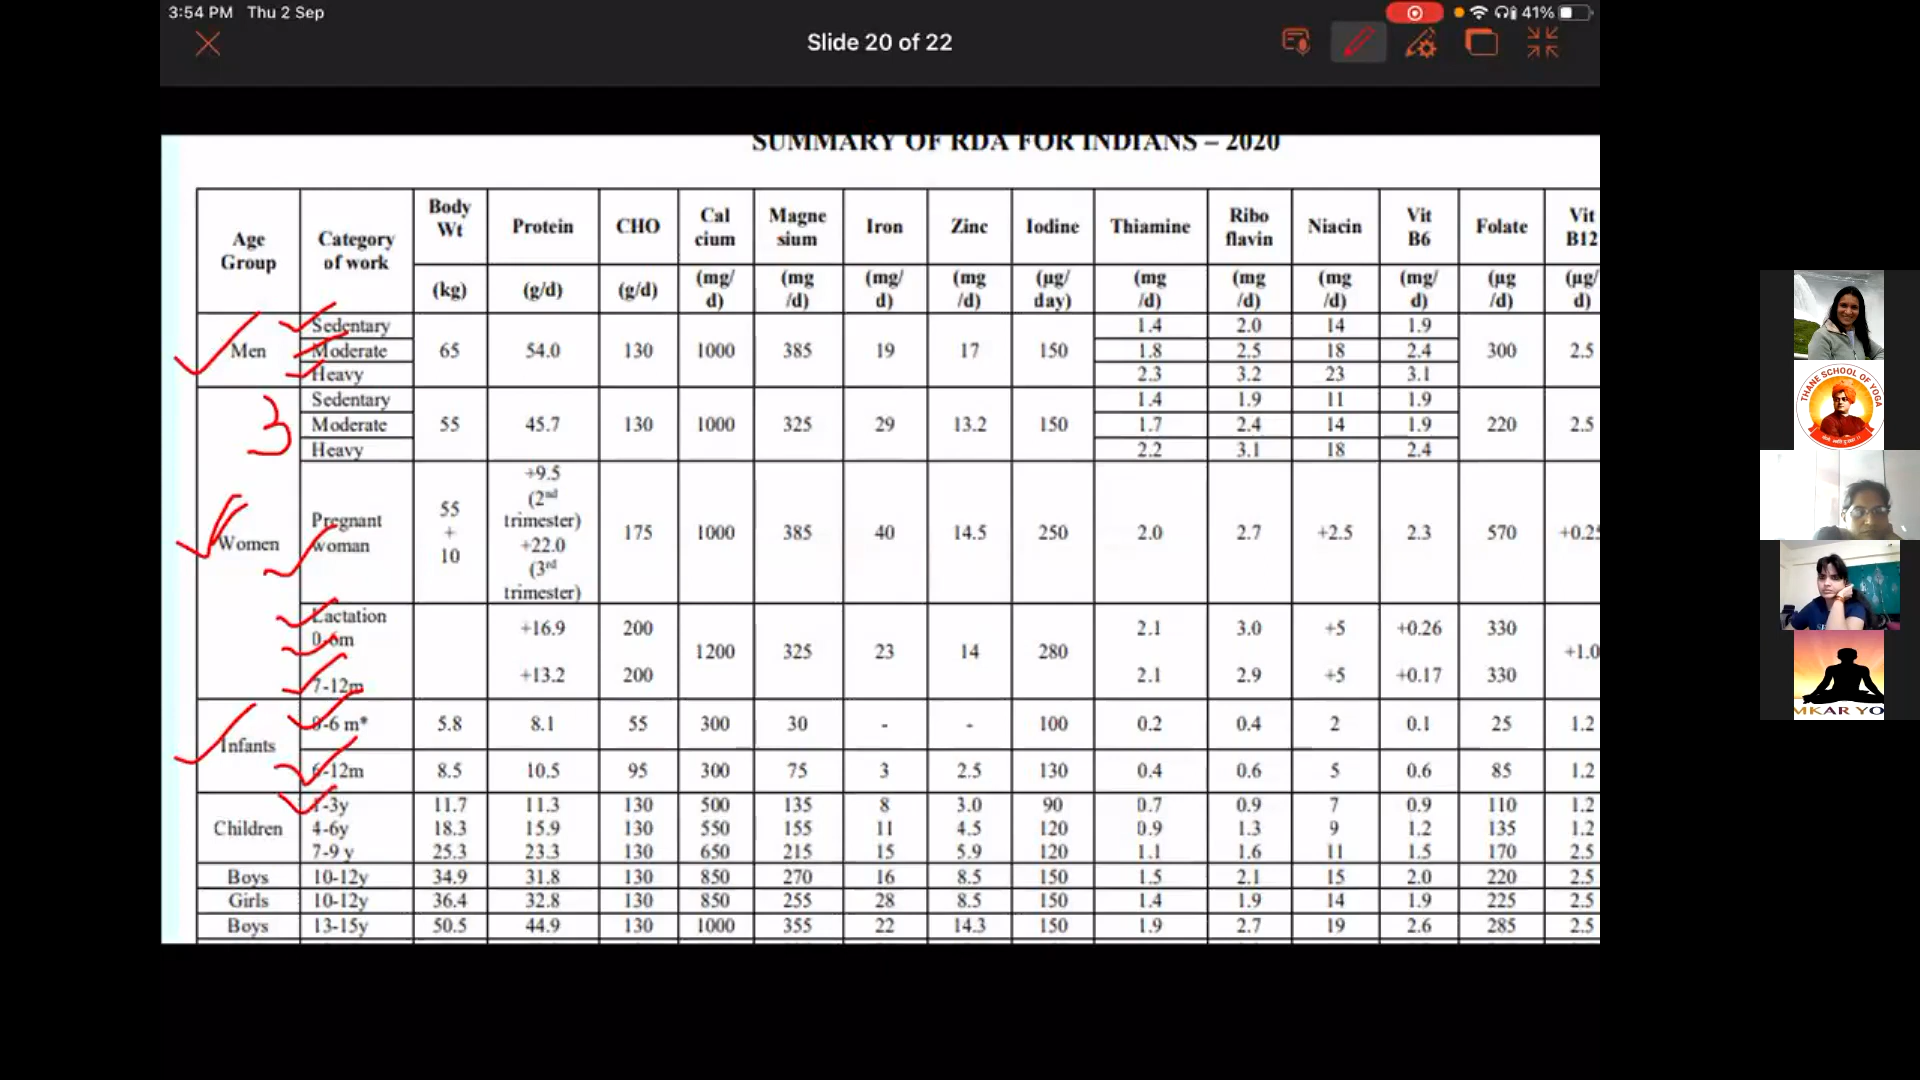 3:54 PM Thu 2 Sep
41%
Slide 20 of 22
SUMMARY OF RDA FOR INDIANS – 2020
Age Group Category of work Body Wt (kg) Protein (g/d) CHO (g/d) Cal cium (mg/ d) Magne sium (mg /d) Iron (mg/ d) Zinc (mg /d) Iodine (µg/ day) Thiamine (mg /d) Ribo flavin (mg /d) Niacin (mg /d) Vit B6 (mg/ d) Folate (µg /d) Vit B12 (µg/ d)
Sedentary 1.4 2.0 14 1.9
Men Moderate 65 54.0 130 1000 385 19 17 150 1.8 2.5 18 2.4 300 2.5
Heavy 2.3 3.2 23 3.1
3
Sedentary 1.4 1.9 11 1.9
Moderate 55 45.7 130 1000 325 29 13.2 150 1.7 2.4 14 1.9 220 2.5
Heavy 2.2 3.1 18 2.4
Women Pregnant woman 55 + 10 +9.5 (2nd trimester) +22.0 (3rd trimester) 175 1000 385 40 14.5 250 2.0 2.7 +2.5 2.3 570 +0.25
Lactation
0-6m +16.9 200 1200 325 23 14 280 2.1 3.0 +5 +0.26 330 +1.0
7-12m +13.2 200 2.1 2.9 +5 +0.17 330
Infants 0-6 m* 5.8 8.1 55 300 30 - - 100 0.2 0.4 2 0.1 25 1.2
6-12m 8.5 10.5 95 300 75 3 2.5 130 0.4 0.6 5 0.6 85 1.2
Children 1-3y 11.7 11.3 130 500 135 8 3.0 90 0.7 0.9 7 0.9 110 1.2
4-6y 18.3 15.9 130 550 155 11 4.5 120 0.9 1.3 9 1.2 135 1.2
7-9 y 25.3 23.3 130 650 215 15 5.9 120 1.1 1.6 11 1.5 170 2.5
Boys 10-12y 34.9 31.8 130 850 270 16 8.5 150 1.5 2.1 15 2.0 220 2.5
Girls 10-12y 36.4 32.8 130 850 255 28 8.5 150 1.4 1.9 14 1.9 225 2.5
Boys 13-15y 50.5 44.9 130 1000 355 22 14.3 150 1.9 2.7 19 2.6 285 2.5
THANE SCHOOL OF YOGA
MKAR YO